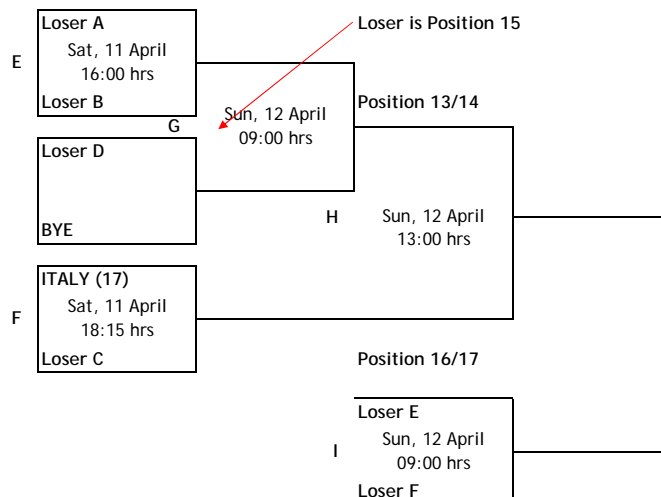 Loser A
Loser is Position 15
E
Sat, 11 April
16:00 hrs
Loser B
G
Sun, 12 April
09:00 hrs
Position 13/14
Loser D
BYE
H
Sun, 12 April
13:00 hrs
ITALY (17)
F
Sat, 11 April
18:15 hrs
Loser C
Position 16/17
Loser E
I
Sun, 12 April
09:00 hrs
Loser F